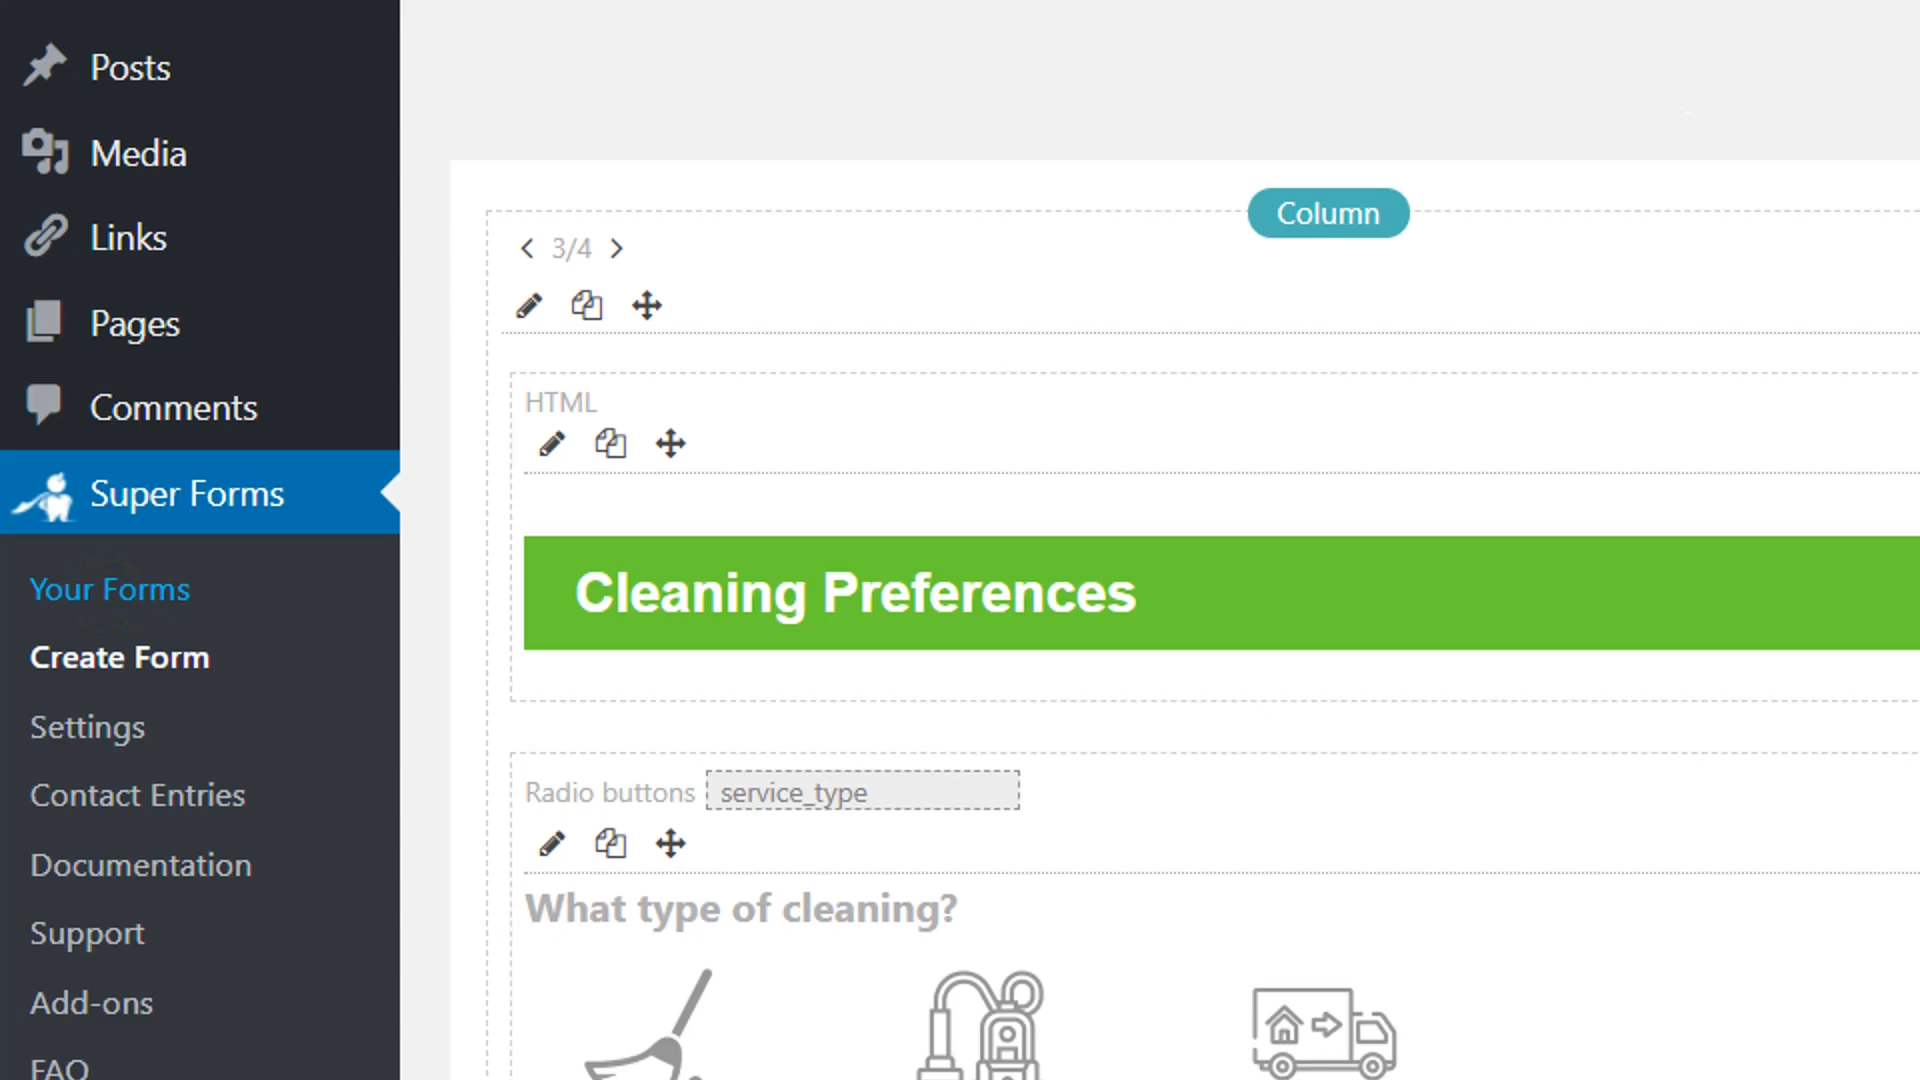 Posts
Media
Links
Pages
Comments
Super Forms
Your Forms
Create Form
Settings
Contact Entries
Documentation
Support
Add-ons
FAQ
Column
3/4
HTML
Cleaning Preferences
Radio buttons service_type
What type of cleaning?